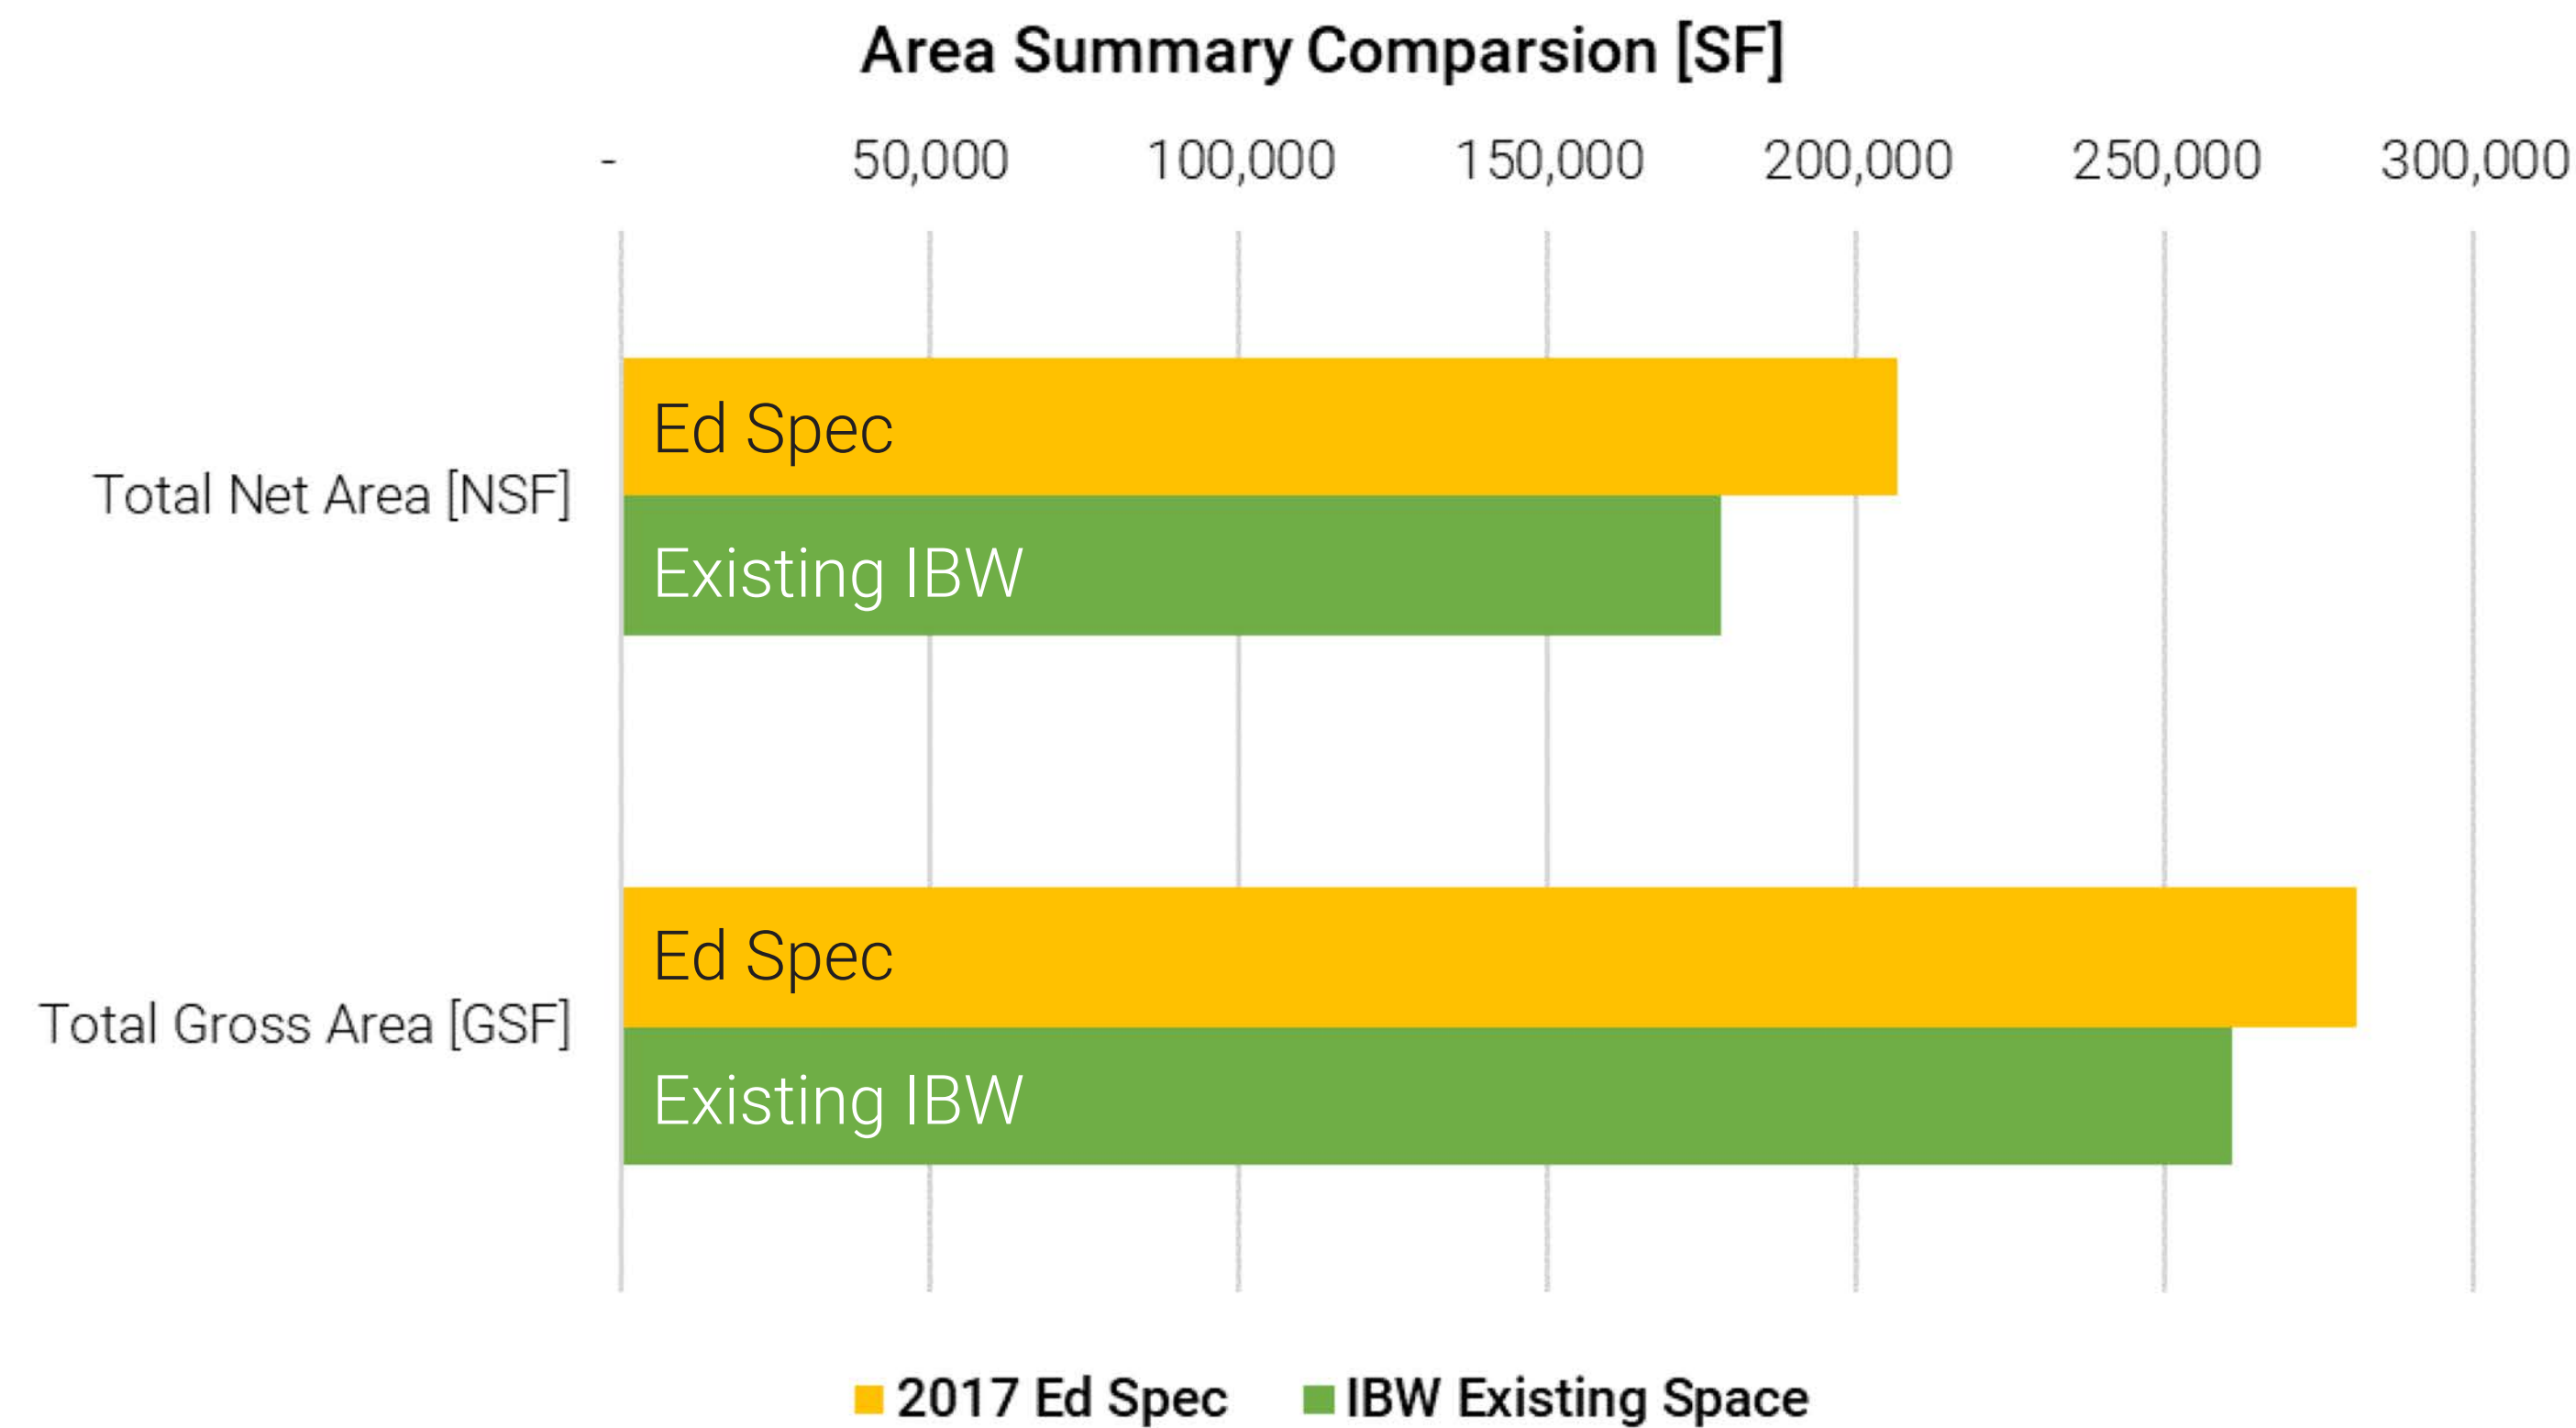 Area Summary Comparsion [SF]
- 50,000 100,000 150,000 200,000 250,000 300,000
Ed Spec
Total Net Area [NSF]
Existing IBW
Ed Spec
Total Gross Area [GSF]
Existing IBW
2017 Ed Spec IBW Existing Space